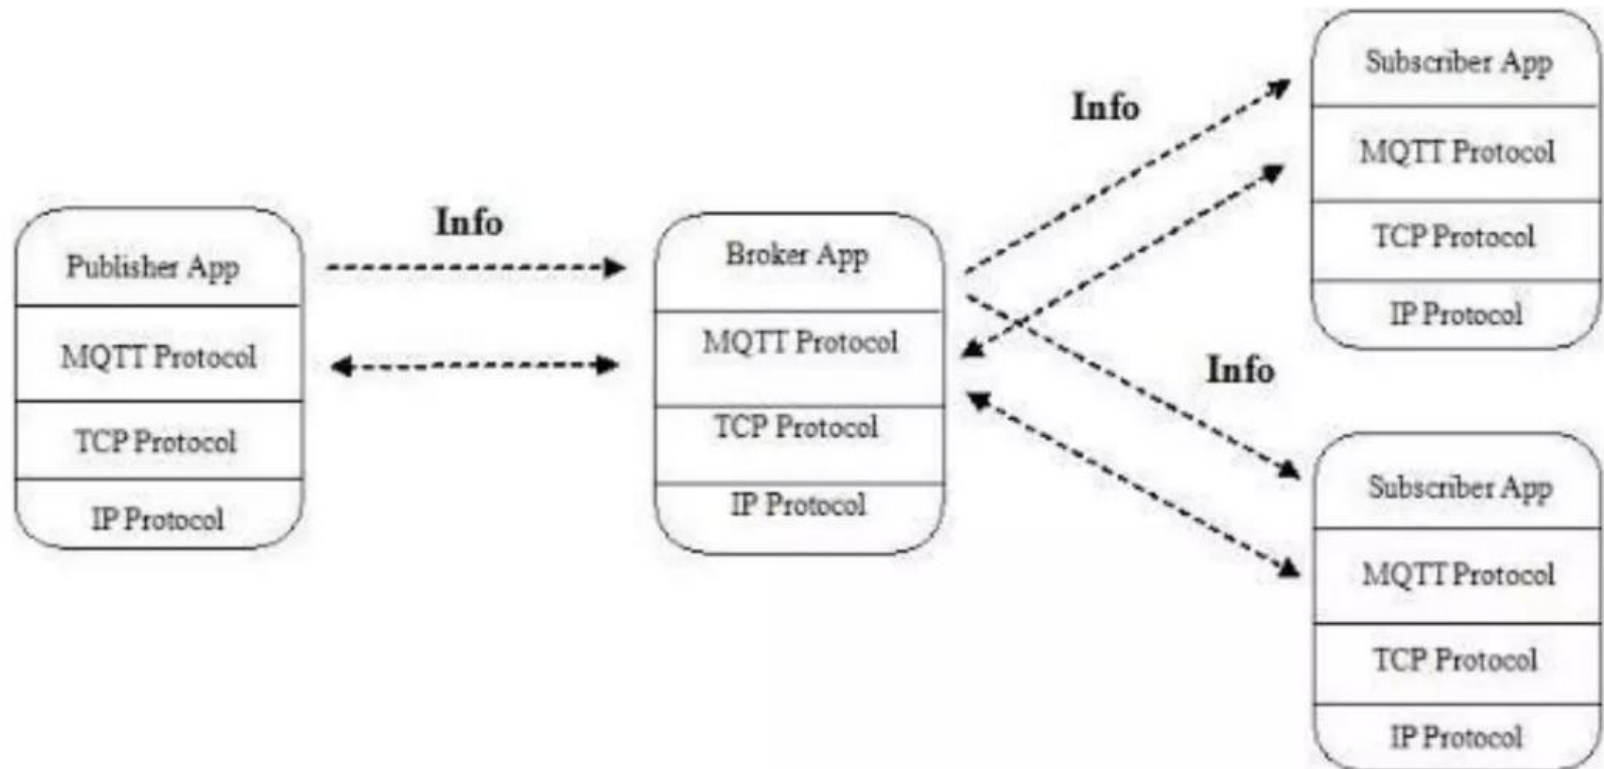 Publisher App
MQTT Protocol
TCP Protocol
IP Protocol
Info
Broker App
MQTT Protocol
TCP Protocol
IP Protocol
Info
Subscriber App
MQTT Protocol
TCP Protocol
IP Protocol
Info
Subscriber App
MQTT Protocol
TCP Protocol
IP Protocol